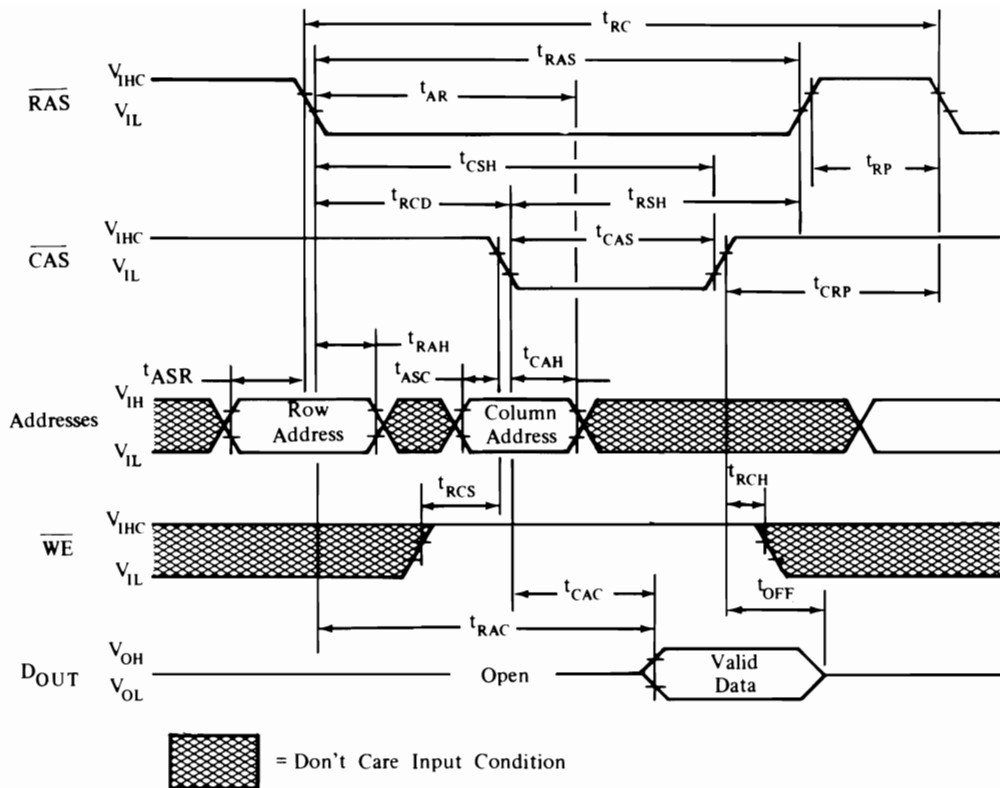 tRC
tRAS
VIHC
RAS
tAR
VIL
tCSH
tRP
tRCD
tRSH
VIHC
tCAS
CAS
VIL
tCRP
tRAH
tCAH
tASR
tASC
VIH
Addresses
Row
Address
Column
Address
VIL
tRCS
tRCH
VIHC
WE
VIL
tCAC
tOFF
tRAC
VOH
DOUT
Open
Valid
Data
VOL
= Don't Care Input Condition